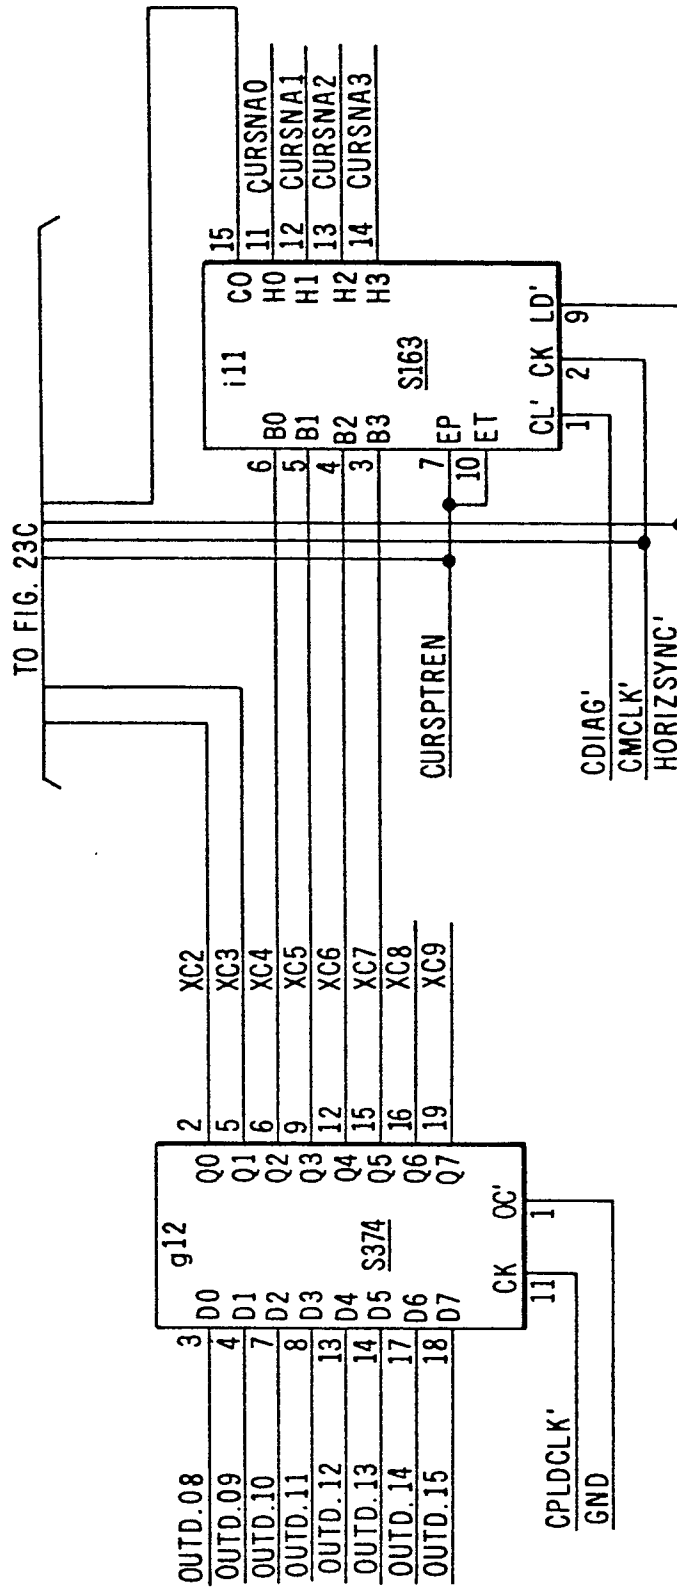 TO FIG. 23C
OUTD.08
OUTD.09
OUTD.10
OUTD.11
OUTD.12
OUTD.13
OUTD.14
OUTD.15
3
4
7
8
13
14
17
18
g12
D0
D1
D2
D3
D4
D5
D6
D7
S374
Q0
Q1
Q2
Q3
Q4
Q5
Q6
Q7
CK
OC'
11
1
CPLDCLK'
GND
2
5
6
9
12
15
16
19
XC2
XC3
XC4
XC5
XC6
XC7
XC8
XC9
CURSPTREN
CDIAG'
CMCLK'
HORIZSYNC'
6
5
4
3
7
10
i11
B0
B1
B2
B3
EP
ET
S163
CO
H0
H1
H2
H3
CL'
CK
LD'
1
2
9
15
11
12
13
14
CURSNA0
CURSNA1
CURSNA2
CURSNA3